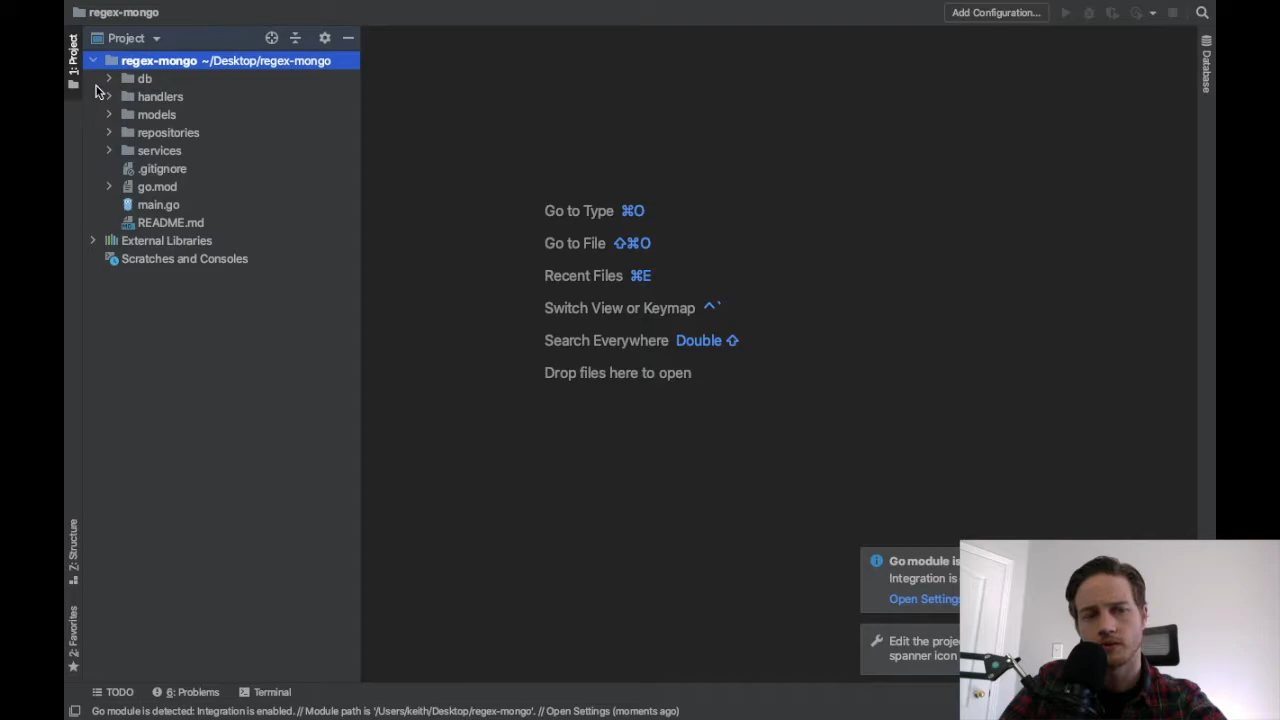 regex-mongo
Add Configuration...
1: Project
Project
regex-mongo ~/Desktop/regex-mongo
db
handlers
models
repositories
services
.gitignore
go.mod
main.go
README.md
External Libraries
Scratches and Consoles
Go to Type ⌘O
Go to File ⇧⌘O
Recent Files ⌘E
Switch View or Keymap ^`
Search Everywhere Double ⇧
Drop files here to open
Database
Z: Structure
2: Favorites
Go module is
Integration is
Open Settings
Edit the proje
spanner icon
TODO
6: Problems
Terminal
Go module is detected: Integration is enabled. // Module path is '/Users/keith/Desktop/regex-mongo'. // Open Settings (moments ago)